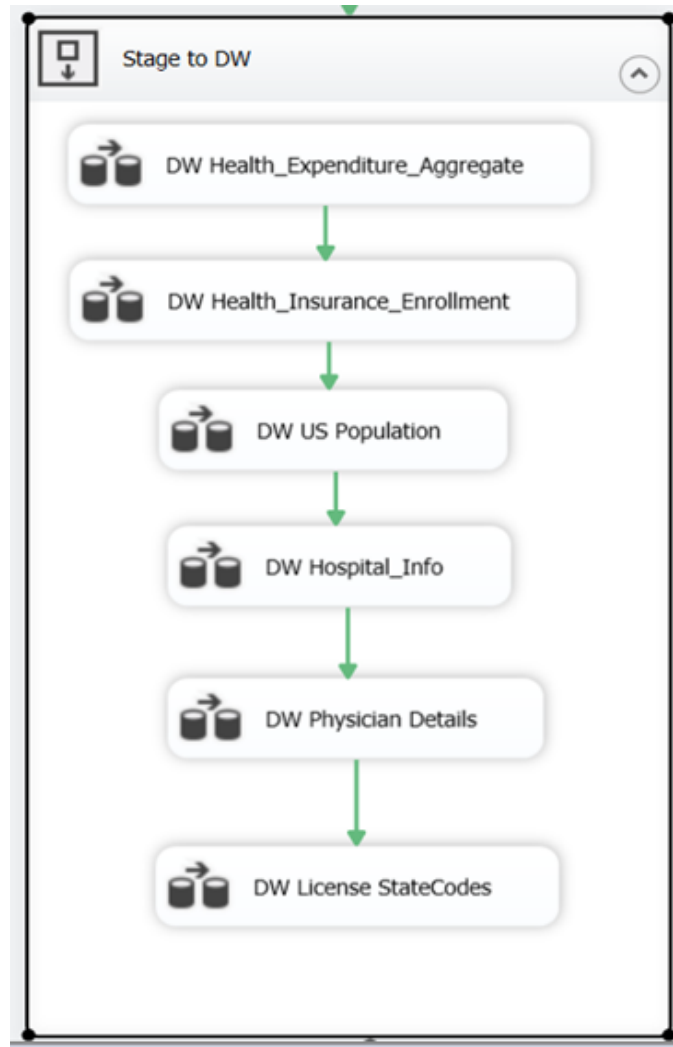 Stage to DW
DW Health_Expenditure_Aggregate
DW Health_Insurance_Enrollment
DW US Population
DW Hospital_Info
DW Physician Details
DW License StateCodes